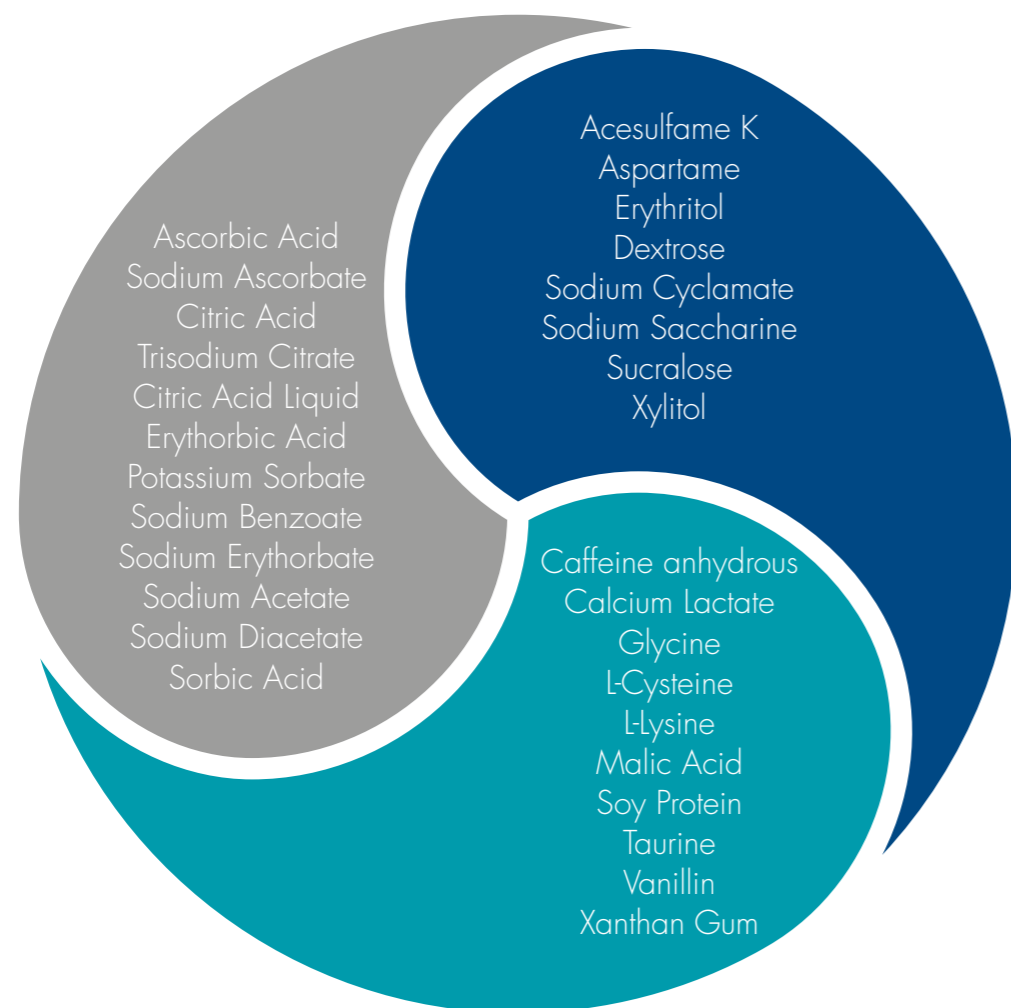 Ascorbic Acid
Sodium Ascorbate
Citric Acid
Trisodium Citrate
Citric Acid Liquid
Erythorbic Acid
Potassium Sorbate
Sodium Benzoate
Sodium Erythorbate
Sodium Acetate
Sodium Diacetate
Sorbic Acid
Acesulfame K
Aspartame
Erythritol
Dextrose
Sodium Cyclamate
Sodium Saccharine
Sucralose
Xylitol
Caffeine anhydrous
Calcium Lactate
Glycine
L-Cysteine
L-Lysine
Malic Acid
Soy Protein
Taurine
Vanillin
Xanthan Gum